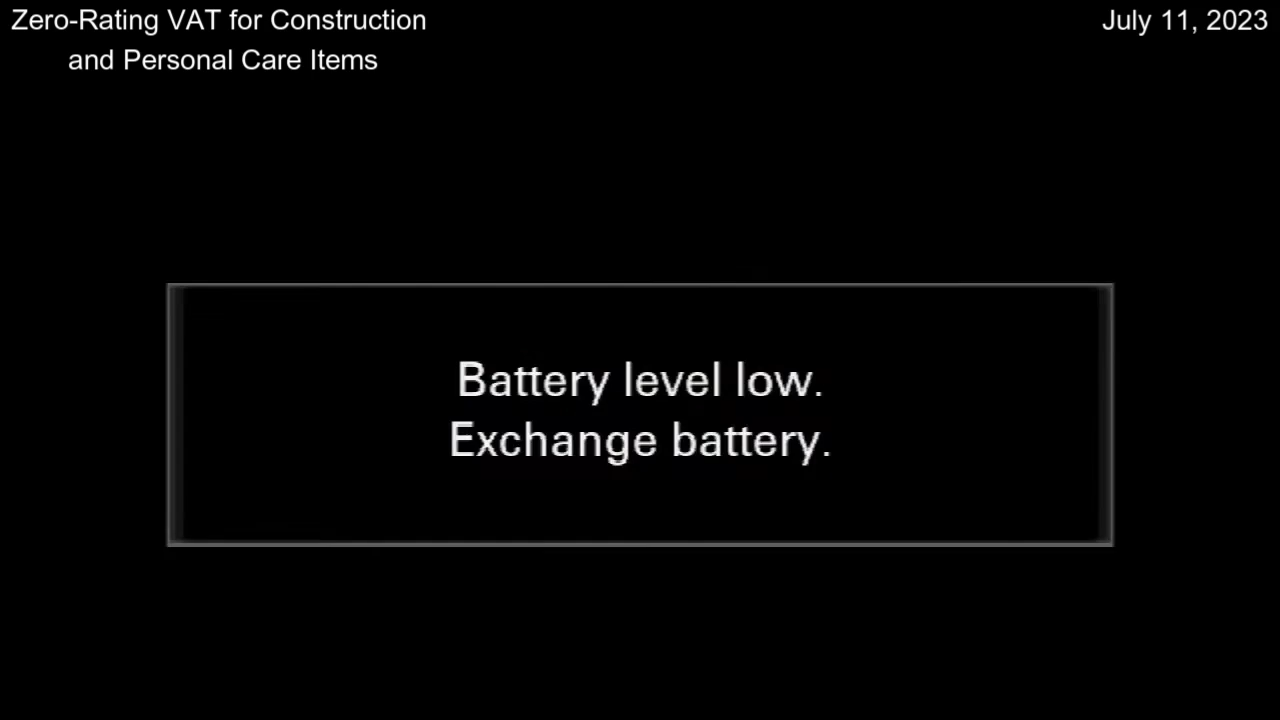 Zero-Rating VAT for Construction
and Personal Care Items
July 11, 2023
Battery level low.
Exchange battery.